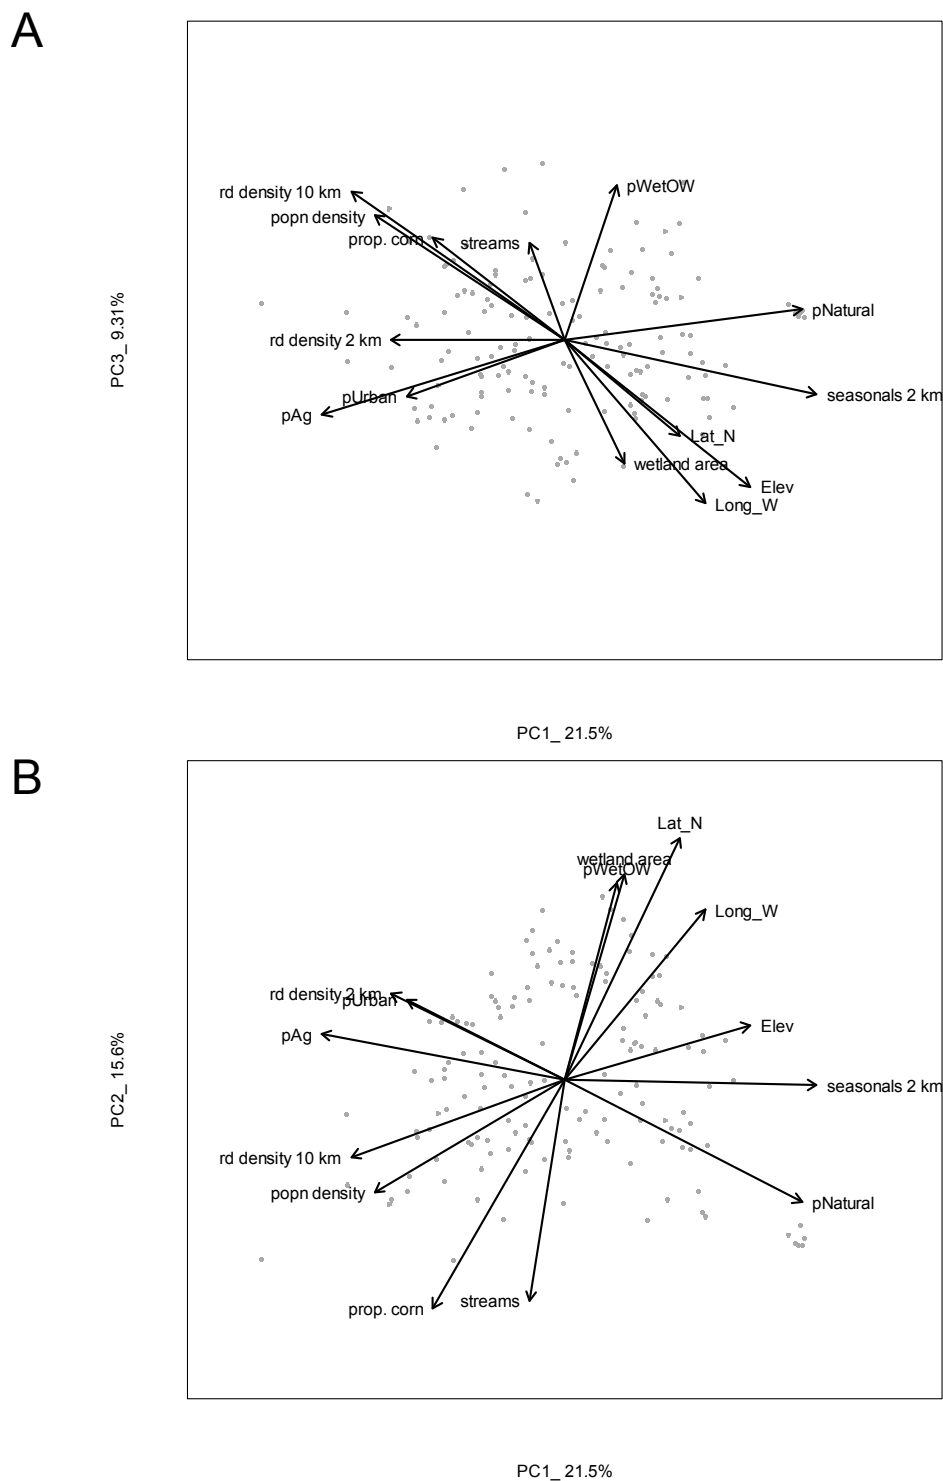 A
rd density 10 km
pWetOW
popn density
prop. corn
streams
pNatural
PC3_ 9.31%
rd density 2 km
seasonals 2 km
pUrban
pAg
Lat_N
wetland area
Elev
Long_W
PC1_ 21.5%
B
Lat_N
wetland area
pWetOW
Long_W
rd density 2 km
pUrban
Elev
pAg
PC2_ 15.6%
seasonals 2 km
rd density 10 km
popn density
pNatural
prop. corn
streams
PC1_ 21.5%